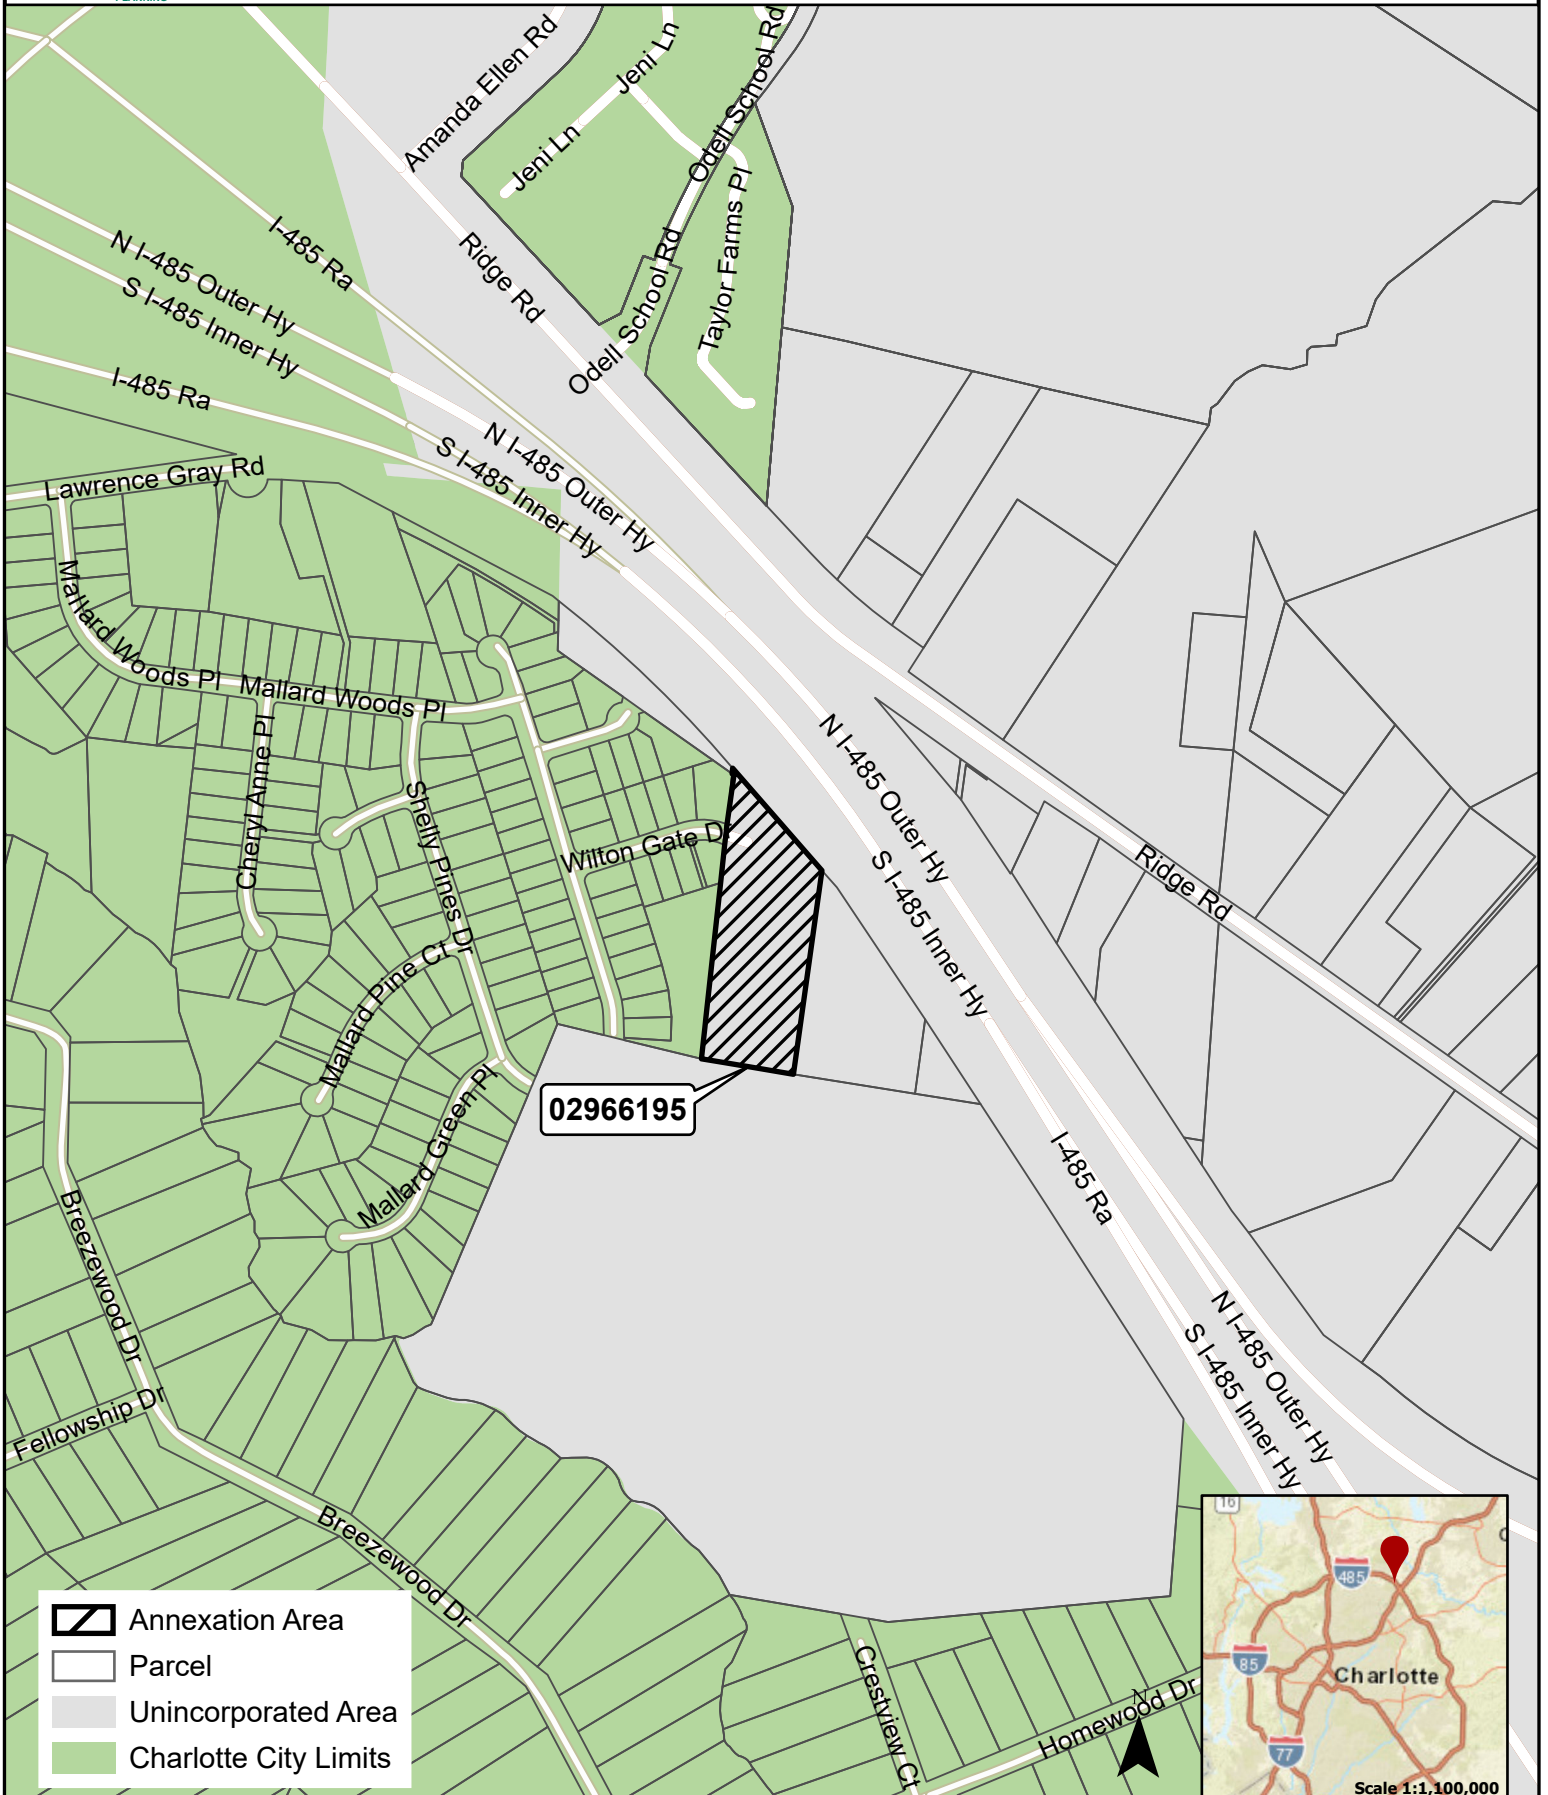 Amanda Ellen Rd
Jeni Ln
Odell School Rd
Jeni Ln
Taylor Farms Pl
Ridge Rd
Odell School Rd
I-485 Ra
N I-485 Outer Hy
S I-485 Inner Hy
I-485 Ra
N I-485 Outer Hy
S I-485 Inner Hy
Lawrence Gray Rd
Mallard Woods Pl
Mallard Woods Pl
Cheryl Anne Pl
Shelly Pines Dr
Wilton Gate D
N I-485 Outer Hy
S I-485 Inner Hy
Ridge Rd
Mallard Pine Ct
Mallard Green Pl
02966195
I-485 Ra
Breezewood Dr
Fellowship Dr
N I-485 Outer Hy
S I-485 Inner Hy
Breezewood Dr
Crestview Ct
Homewood Dr
N
Annexation Area
Parcel
Unincorporated Area
Charlotte City Limits
16
485
85
Charlotte
77
Scale 1:1,100,000